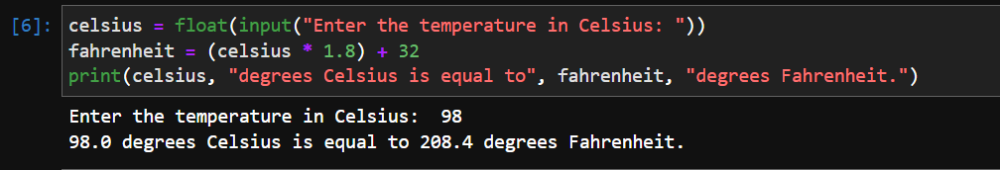 [6]: celsius = float(input("Enter the temperature in Celsius: "))
fahrenheit = (celsius * 1.8) + 32
print(celsius, "degrees Celsius is equal to", fahrenheit, "degrees Fahrenheit.")
Enter the temperature in Celsius:  98
98.0 degrees Celsius is equal to 208.4 degrees Fahrenheit.